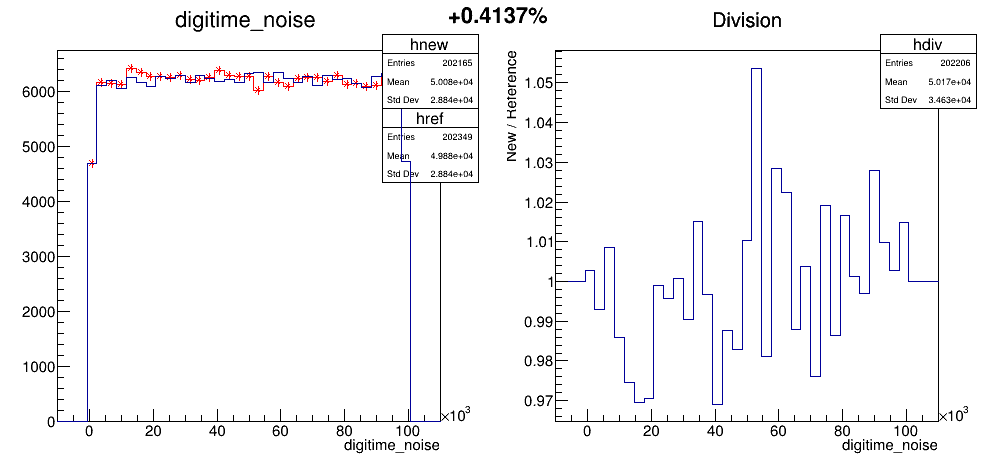 digitime_noise
+0.4137%
Division
hnew
Entries 202165
Mean 5.008e+04
Std Dev 2.884e+04
href
Entries 202349
Mean 4.988e+04
Std Dev 2.884e+04
6000
5000
4000
3000
2000
1000
0
0 20 40 60 80 100
×10³
digitime_noise
hdiv
Entries 202206
Mean 5.017e+04
Std Dev 3.463e+04
New / Reference
1.05
1.04
1.03
1.02
1.01
1
0.99
0.98
0.97
0 20 40 60 80 100
×10³
digitime_noise